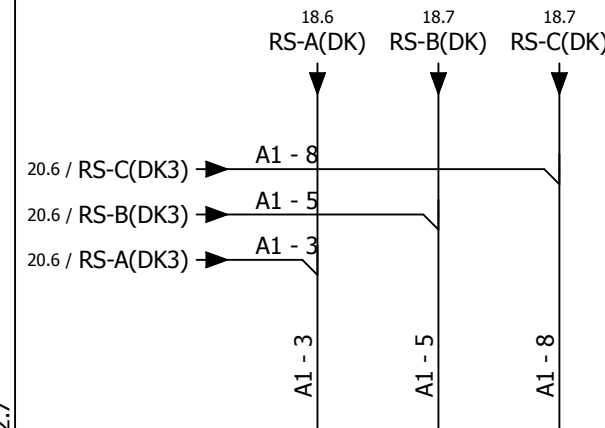 18.6 18.7 18.7
RS-A(DK) RS-B(DK) RS-C(DK)
20.6 / RS-C(DK3) A1 - 8
20.6 / RS-B(DK3) A1 - 5
20.6 / RS-A(DK3) A1 - 3
A1 - 3 A1 - 5 A1 - 8